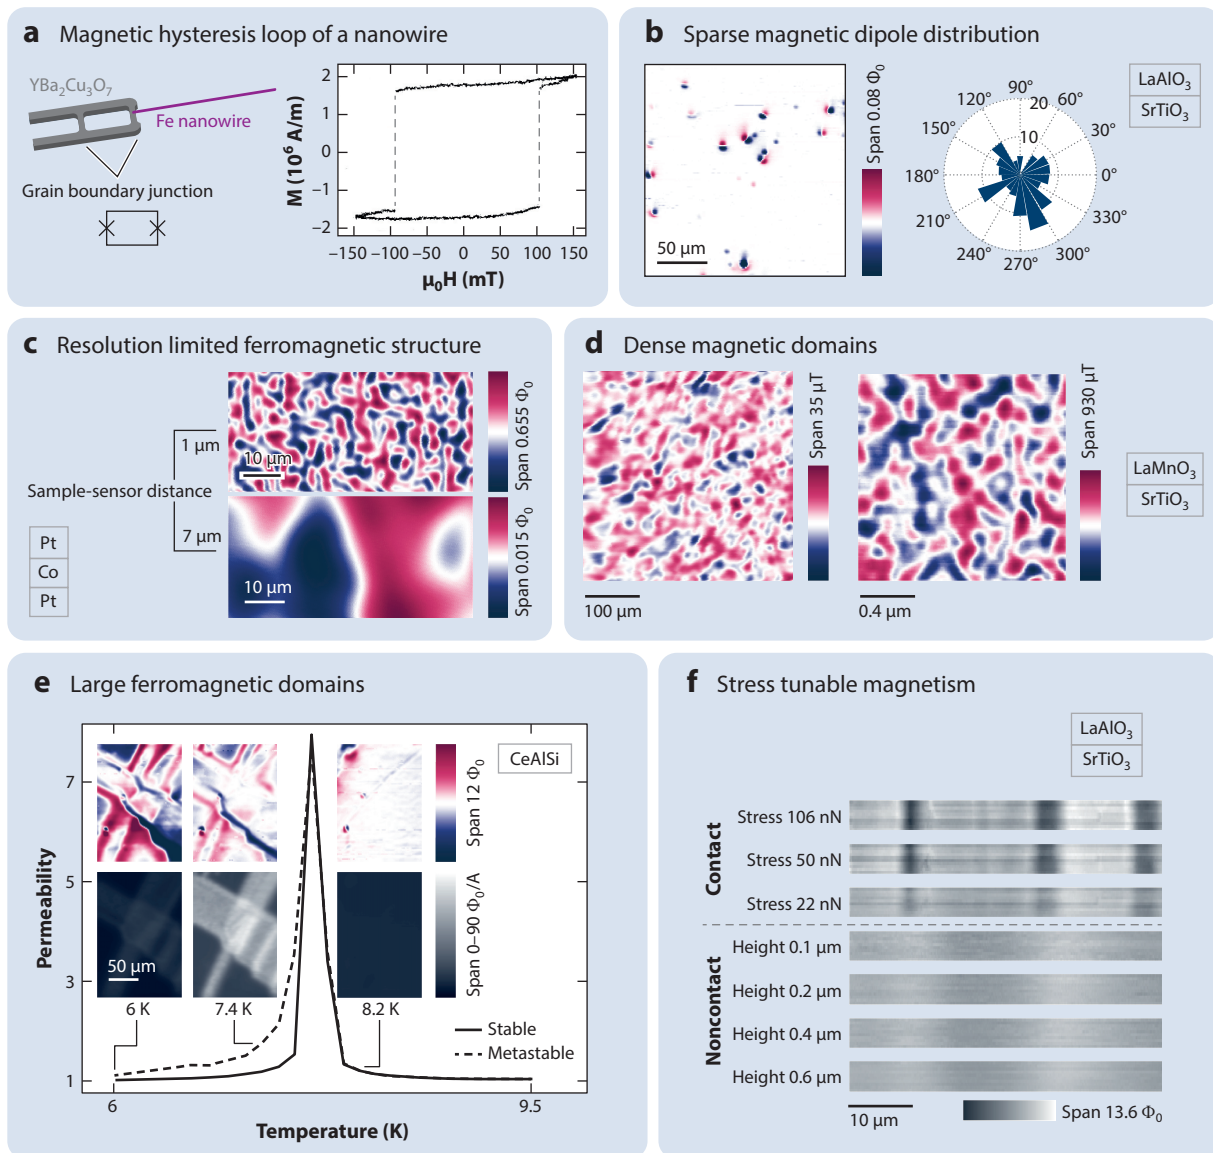 a Magnetic hysteresis loop of a nanowire
YBa2Cu3O7
Fe nanowire
Grain boundary junction
M (10^6 A/m)
2
1
0
−1
−2
−150 −100 −50 0 50 100 150
μ0H (mT)
b Sparse magnetic dipole distribution
50 μm
Span 0.08 Φ0
90°
120° 20 60°
150° 10 30°
180° 0°
210° 330°
240° 300°
270°
LaAlO3
SrTiO3
c Resolution limited ferromagnetic structure
1 μm
10 μm
Span 0.655 Φ0
Sample-sensor distance
7 μm
10 μm
Span 0.015 Φ0
Pt
Co
Pt
d Dense magnetic domains
Span 35 μT
100 μm
Span 930 μT
0.4 μm
LaMnO3
SrTiO3
e Large ferromagnetic domains
Permeability
7
5
3
1
Span 12 Φ0
CeAlSi
50 μm
Span 0–90 Φ0/A
6 K
7.4 K
8.2 K
Stable
Metastable
6 9.5
Temperature (K)
f Stress tunable magnetism
LaAlO3
SrTiO3
Contact
Stress 106 nN
Stress 50 nN
Stress 22 nN
Noncontact
Height 0.1 μm
Height 0.2 μm
Height 0.4 μm
Height 0.6 μm
10 μm
Span 13.6 Φ0